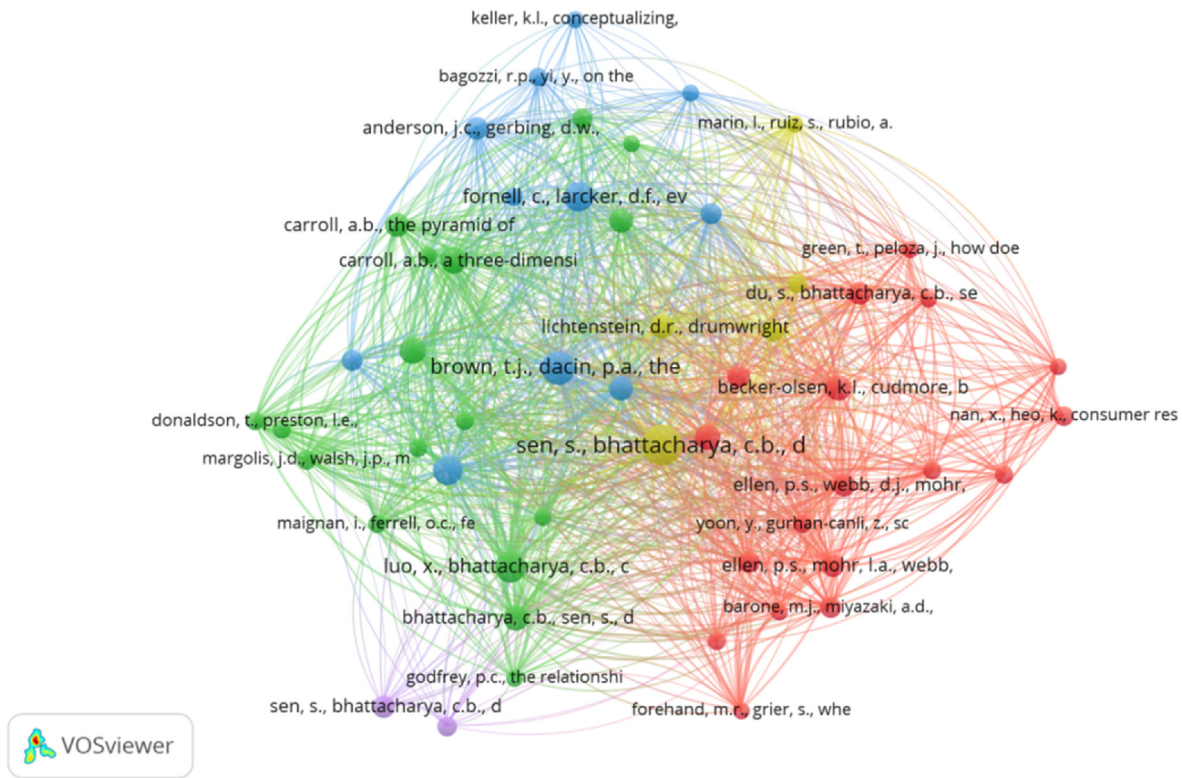 keller, k.l., conceptualizing,
bagozzi, r.p., yi, y., on the
anderson, j.c., gerbing, d.w.,
marin, l., ruiz, s., rubio, a.
fornell, c., larcker, d.f., ev
carroll, a.b., the pyramid of
green, t., peloza, j., how doe
carroll, a.b., a three-dimensi
du, s., bhattacharya, c.b., se
lichtenstein, d.r., drumwright
brown, t.j., dacin, p.a., the
becker-olsen, k.l., cudmore, b
nan, x., heo, k., consumer res
donaldson, t., preston, l.e.,
sen, s., bhattacharya, c.b., d
margolis, j.d., walsh, j.p., m
ellen, p.s., webb, d.j., mohr,
maignan, i., ferrell, o.c., fe
yoon, y., gurhan-canli, z., sc
luo, x., bhattacharya, c.b., c
ellen, p.s., mohr, l.a., webb,
barone, m.j., miyazaki, a.d.,
bhattacharya, c.b., sen, s., d
godfrey, p.c., the relationshi
sen, s., bhattacharya, c.b., d
forehand, m.r., grier, s., whe
VOSviewer